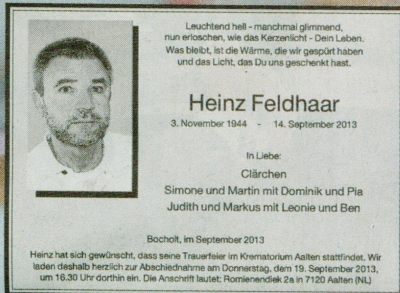 Leuchtend hell - manchmal glimmend,
nun erloschen, wie das Kerzenlicht - Dein Leben.
Was bleibt, ist die Wärme, die wir gespürt haben
und das Licht, das Du uns geschenkt hast.
Heinz Feldhaar
3. November 1944 - 14. September 2013
In Liebe:
Clärchen
Simone und Martin mit Dominik und Pia
Judith und Markus mit Leonie und Ben
Bocholt, im September 2013
Heinz hat sich gewünscht, dass seine Trauerfeier im Krematorium Aalten stattfindet. Wir
laden deshalb herzlich zur Abschiednahme am Donnerstag, dem 19. September 2013,
um 16.30 Uhr dorthin ein. Die Anschrift lautet: Romienendiek 2a in 7120 Aalten (NL)